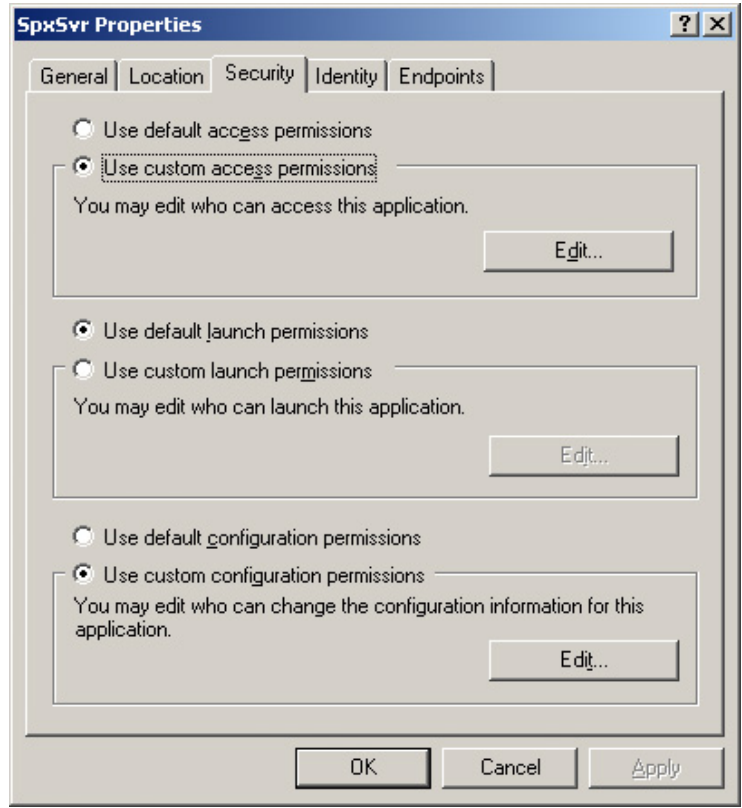 SpxSvr Properties
General Location Security Identity Endpoints
Use default access permissions
Use custom access permissions
You may edit who can access this application.
Edit...
Use default launch permissions
Use custom launch permissions
You may edit who can launch this application.
Edit...
Use default configuration permissions
Use custom configuration permissions
You may edit who can change the configuration information for this
application.
Edit...
OK Cancel Apply